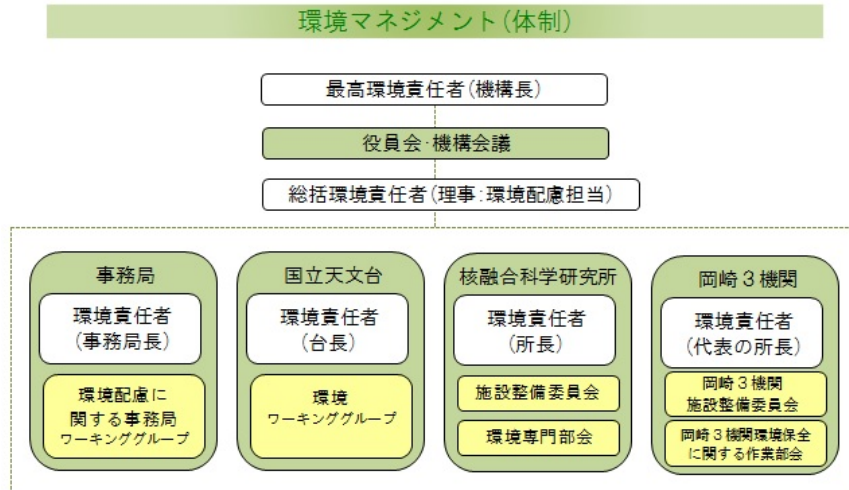 環境マネジメント(体制)
最高環境責任者(機構長)
役員会・機構会議
総括環境責任者(理事:環境配慮担当)
事務局
環境責任者
(事務局長)
環境配慮に
関する事務局
ワーキンググループ
国立天文台
環境責任者
(台長)
環境
ワーキンググループ
核融合科学研究所
環境責任者
(所長)
施設整備委員会
環境専門部会
岡崎3機関
環境責任者
(代表の所長)
岡崎3機関
施設整備委員会
岡崎3機関環境保全
に関する作業部会